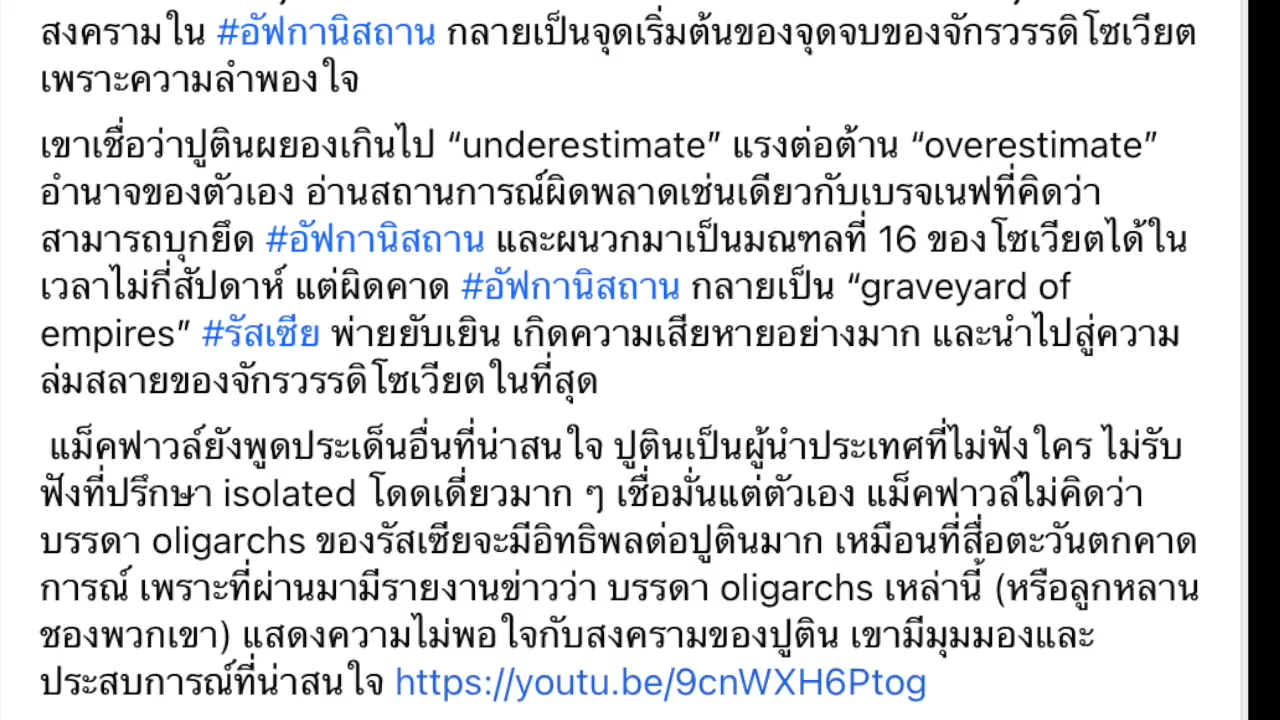 สงครามใน #อัฟกานิสถาน กลายเป็นจุดเริ่มต้นของจุดจบของจักรวรรดิโซเวียต
เพราะความลำพองใจ
เขาเชื่อว่าปูตินผยองเกินไป “underestimate” แรงต่อต้าน “overestimate”
อำนาจของตัวเอง อ่านสถานการณ์ผิดพลาดเช่นเดียวกับเบรจเนฟที่คิดว่า
สามารถบุกยึด #อัฟกานิสถาน และผนวกมาเป็นมณฑลที่ 16 ของโซเวียตได้ใน
เวลาไม่กี่สัปดาห์ แต่ผิดคาด #อัฟกานิสถาน กลายเป็น “graveyard of
empires” #รัสเซีย พ่ายยับเยิน เกิดความเสียหายอย่างมาก และนำไปสู่ความ
ล่มสลายของจักรวรรดิโซเวียตในที่สุด
แม็คฟาวล์ยังพูดประเด็นอื่นที่น่าสนใจ ปูตินเป็นผู้นำประเทศที่ไม่ฟังใคร ไม่รับ
ฟังที่ปรึกษา isolated โดดเดี่ยวมาก ๆ เชื่อมั่นแต่ตัวเอง แม็คฟาวล์ไม่คิดว่า
บรรดา oligarchs ของรัสเซียจะมีอิทธิพลต่อปูตินมาก เหมือนที่สื่อตะวันตกคาด
การณ์ เพราะที่ผ่านมามีรายงานข่าวว่า บรรดา oligarchs เหล่านี้ (หรือลูกหลาน
ชองพวกเขา) แสดงความไม่พอใจกับสงครามของปูติน เขามีมุมมองและ
ประสบการณ์ที่น่าสนใจ https://youtu.be/9cnWXH6Ptog